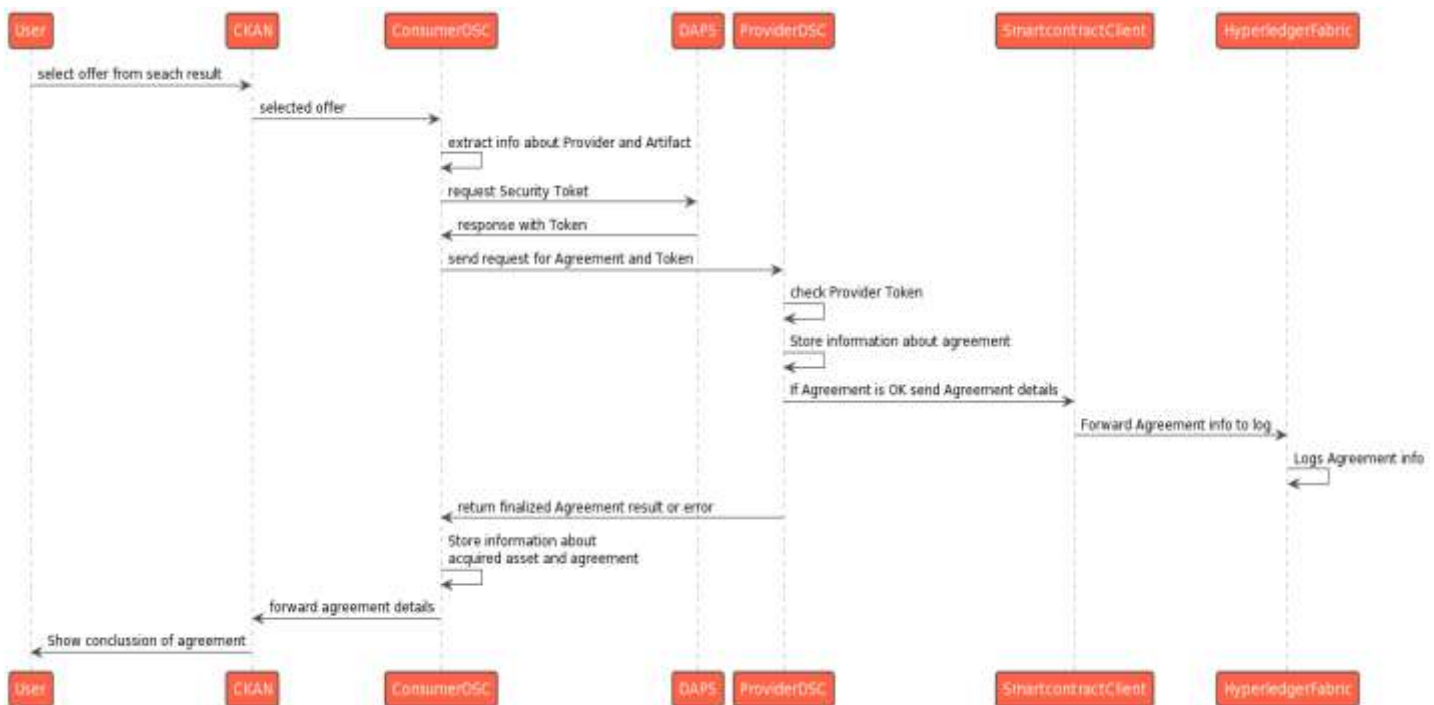 User CKAN ConsumerDSC DAPS ProviderDSC SmartcontractClient HyperledgerFabric
select offer from seach result
selected offer
extract info about Provider and Artifact
request Security Toket
response with Token
send request for Agreement and Token
check Provider Token
Store information about agreement
If Agreement is OK send Agreement details
Forward Agreement info to log
Logs Agreement info
return finalized Agreement result or error
Store information about
acquired asset and agreement
forward agreement details
Show conclussion of agreement
User CKAN ConsumerDSC DAPS ProviderDSC SmartcontractClient HyperledgerFabric